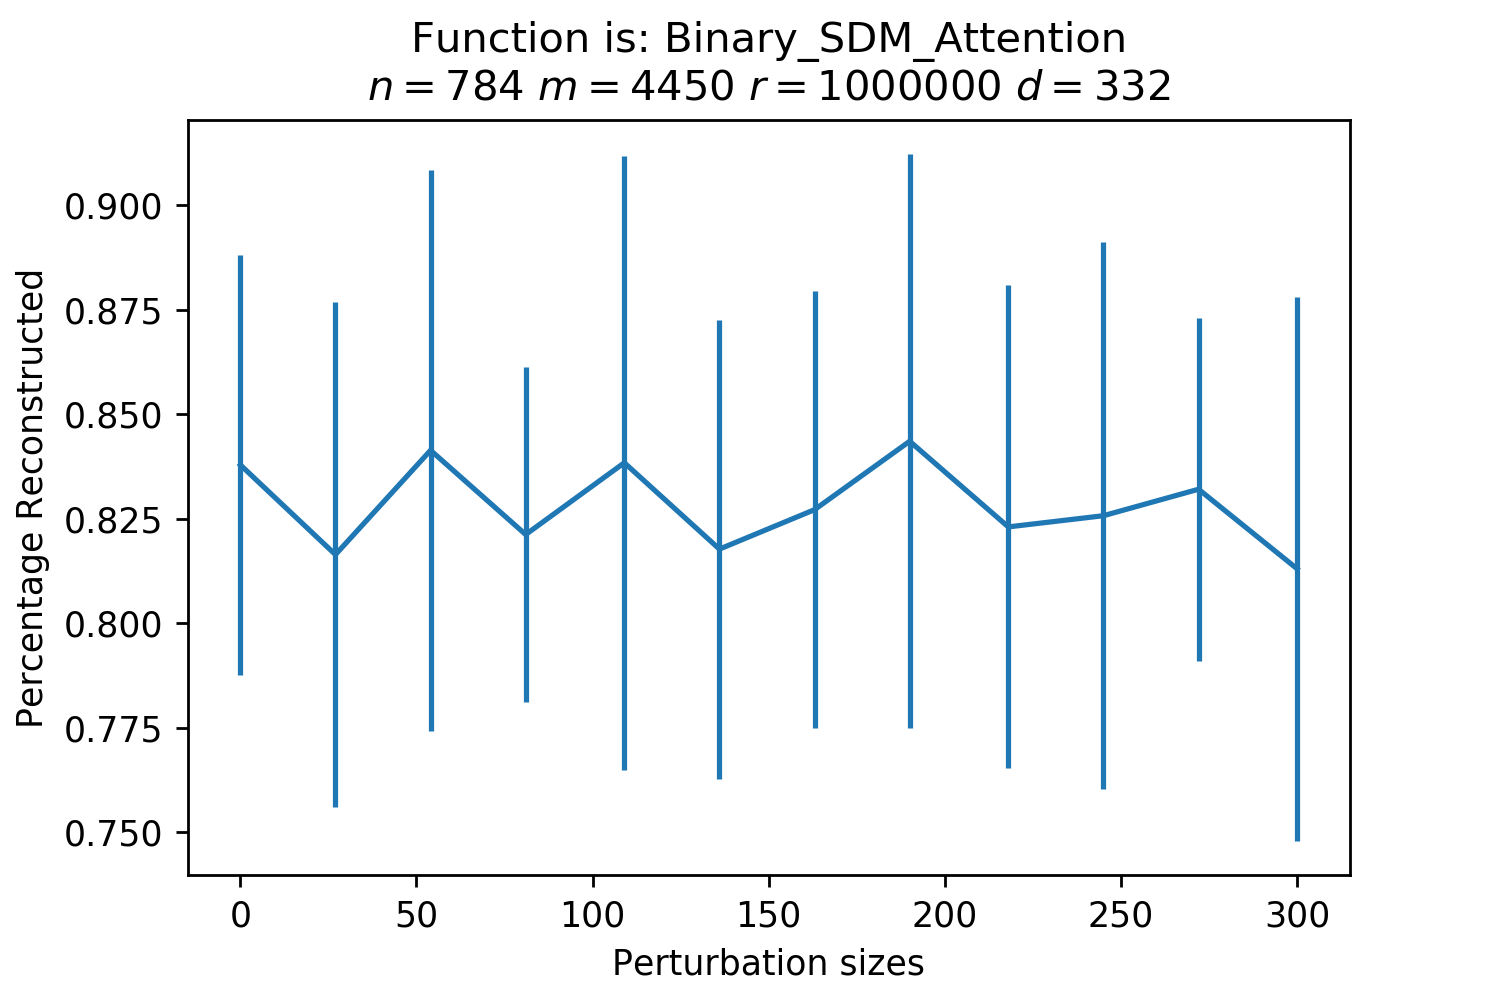 Function is: Binary_SDM_Attention
n = 784 m = 4450 r = 1000000 d = 332
Percentage Reconstructed
0.900
0.875
0.850
0.825
0.800
0.775
0.750
0 50 100 150 200 250 300
Perturbation sizes